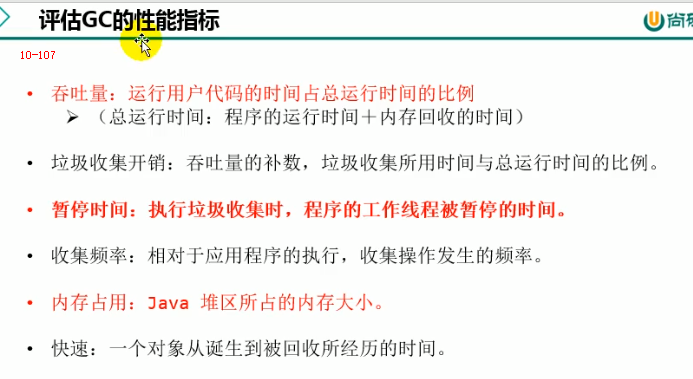 评估GC的性能指标
尚
10-107
• 吞吐量：运行用户代码的时间占总运行时间的比例
➢ （总运行时间：程序的运行时间＋内存回收的时间）
• 垃圾收集开销：吞吐量的补数，垃圾收集所用时间与总运行时间的比例。
• 暂停时间：执行垃圾收集时，程序的工作线程被暂停的时间。
• 收集频率：相对于应用程序的执行，收集操作发生的频率。
• 内存占用：Java 堆区所占的内存大小。
• 快速：一个对象从诞生到被回收所经历的时间。